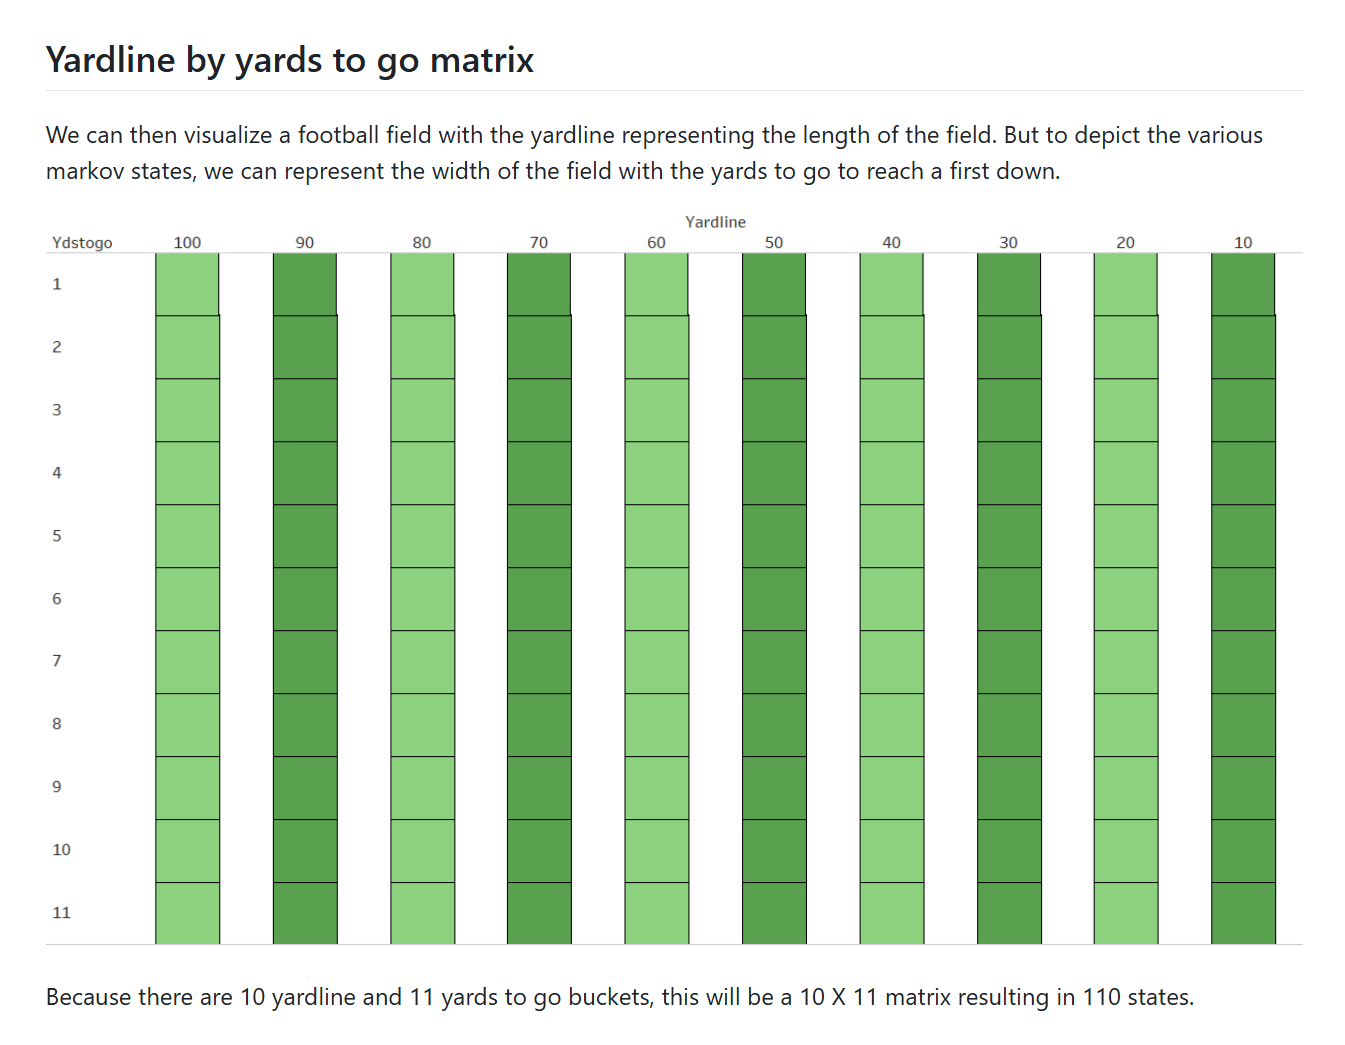 Yardline by yards to go matrix
We can then visualize a football field with the yardline representing the length of the field. But to depict the various
markov states, we can represent the width of the field with the yards to go to reach a first down.
Yardline
Ydstogo 100 90 80 70 60 50 40 30 20 10
1
2
3
4
5
6
7
8
9
10
11
Because there are 10 yardline and 11 yards to go buckets, this will be a 10 X 11 matrix resulting in 110 states.